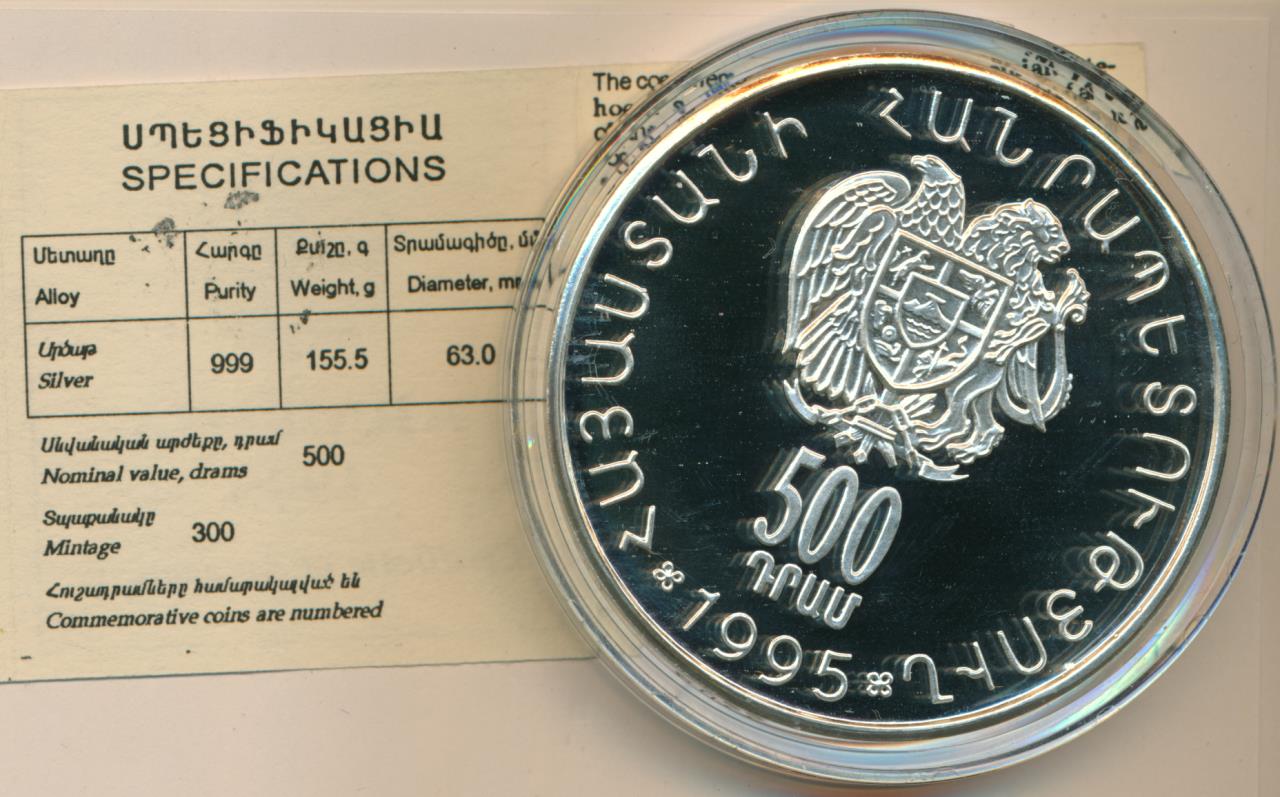 ՍՊԵՑԻՖԻԿԱՑԻԱ
SPECIFICATIONS
Մետաղը Հարգը Քաշը, գ Տրամագիծը,
Alloy Purity Weight, g Diameter,
Արծաթ 999 155.5 63.0
Silver
Անվանական արժեքը, դրամ 500
Nominal value, drams
Տպաքանակը 300
Mintage
Հուշադրամները համարակալված են
Commemorative coins are numbered
The
ՀԱՅԱՍՏԱՆԻ ՀԱՆՐԱՊԵՏՈՒԹՅՈՒՆ
500
ԴՐԱՄ
1995